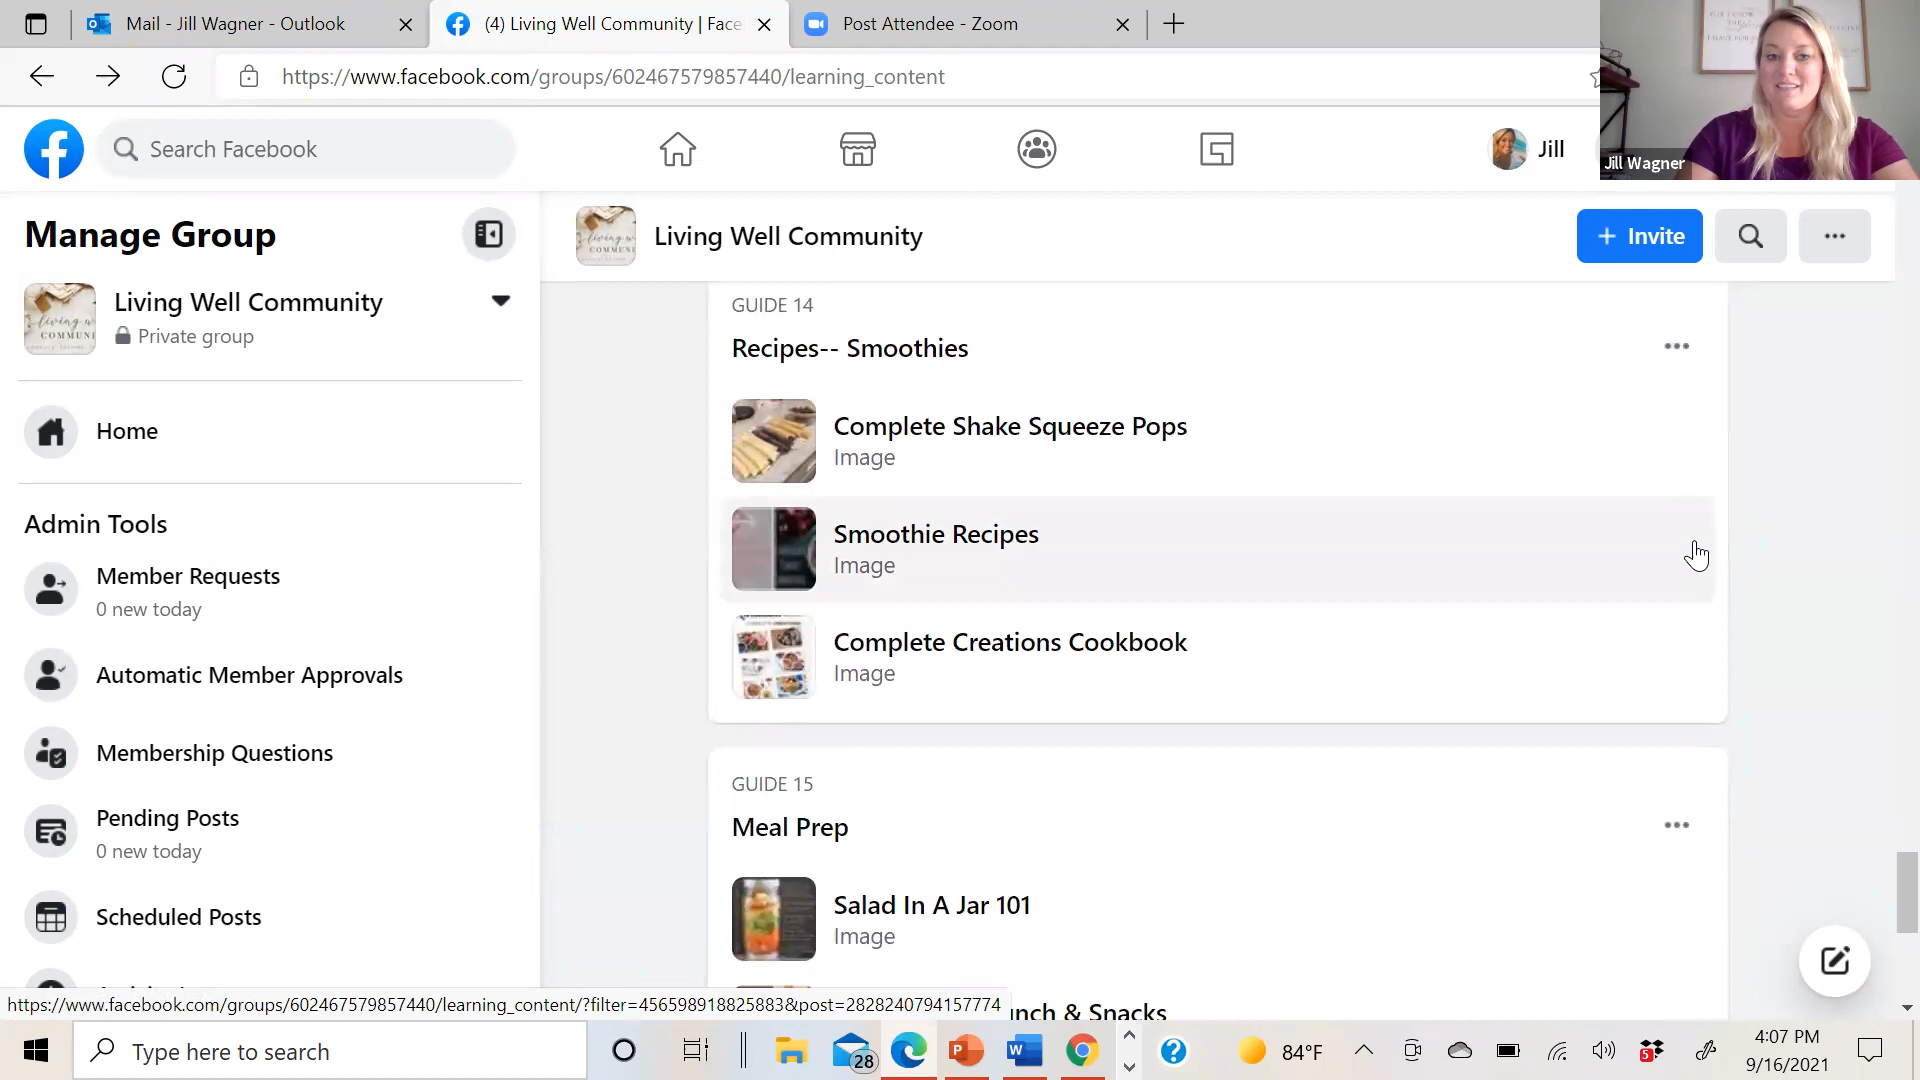 Mail - Jill Wagner - Outlook
(4) Living Well Community | Face
Post Attendee - Zoom
https://www.facebook.com/groups/602467579857440/learning_content
Jill Wagner
Search Facebook
Jill
Manage Group
Living Well Community
Private group
Home
Admin Tools
Member Requests
0 new today
Automatic Member Approvals
Membership Questions
Pending Posts
0 new today
Scheduled Posts
Living Well Community
+ Invite
GUIDE 14
Recipes-- Smoothies
Complete Shake Squeeze Pops
Image
Smoothie Recipes
Image
Complete Creations Cookbook
Image
GUIDE 15
Meal Prep
Salad In A Jar 101
Image
& Snacks
https://www.facebook.com/groups/602467579857440/learning_content/?filter=456598918825883&post=2828240794157774
Type here to search
28
84°F
5
4:07 PM
9/16/2021